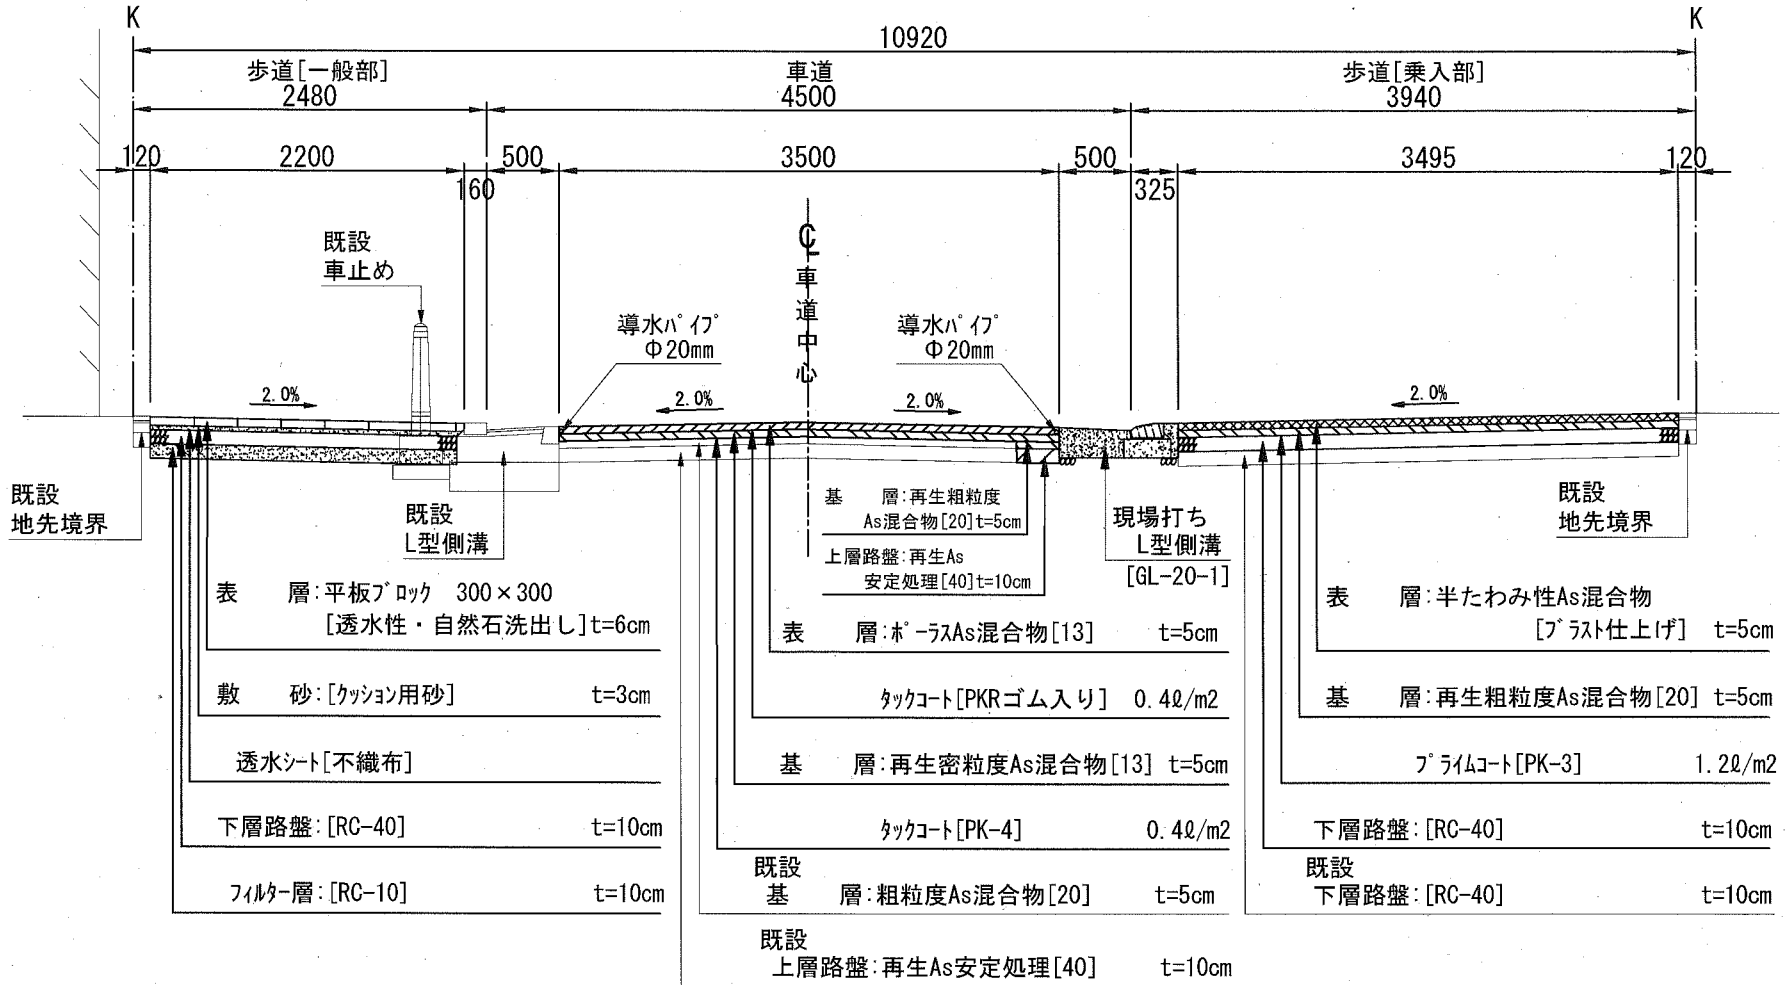 K
K
10920
歩道[一般部]
車道
歩道[乗入部]
2480
4500
3940
120
2200
160
500
3500
500
325
3495
120
既設
車止め
℄
車道中心
導水ﾊﾟｲﾌﾟ
Φ20mm
導水ﾊﾟｲﾌﾟ
Φ20mm
2.0%
2.0%
2.0%
2.0%
既設
地先境界
既設
L型側溝
基　層:再生粗粒度
As混合物[20]t=5cm
上層路盤:再生As
安定処理[40]t=10cm
現場打ち
L型側溝
[GL-20-1]
既設
地先境界
表　層:平板ﾌﾞﾛｯｸ 300×300
[透水性・自然石洗出し]t=6cm
敷　砂:[ｸｯｼｮﾝ用砂] t=3cm
透水ｼｰﾄ[不織布]
下層路盤:[RC-40] t=10cm
ﾌｨﾙﾀｰ層:[RC-10] t=10cm
表　層:ﾎﾟｰﾗｽAs混合物[13] t=5cm
ﾀｯｸｺｰﾄ[PKRゴム入り] 0.4ℓ/m2
基　層:再生密粒度As混合物[13] t=5cm
ﾀｯｸｺｰﾄ[PK-4] 0.4ℓ/m2
既設
基　層:粗粒度As混合物[20] t=5cm
既設
上層路盤:再生As安定処理[40] t=10cm
表　層:半たわみ性As混合物
[ﾌﾞﾗｽﾄ仕上げ] t=5cm
基　層:再生粗粒度As混合物[20] t=5cm
ﾌﾟﾗｲﾑｺｰﾄ[PK-3] 1.2ℓ/m2
下層路盤:[RC-40] t=10cm
既設
下層路盤:[RC-40] t=10cm